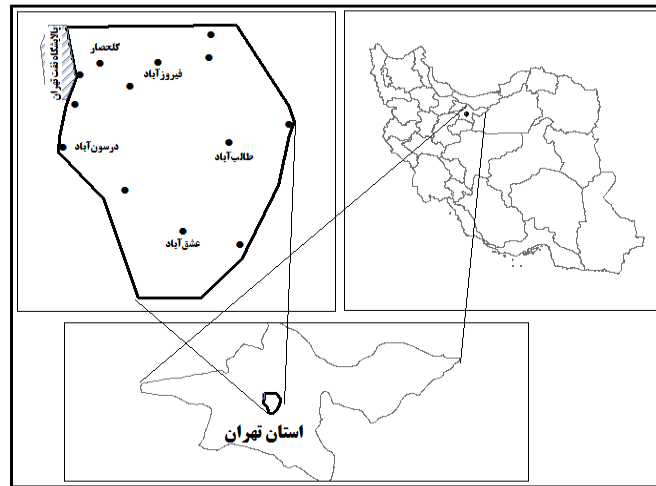 پالایشگاه نفت تهران
گلحصار
فیروزآباد
درسون‌آباد
طالب‌آباد
عشق‌آباد
استان تهران